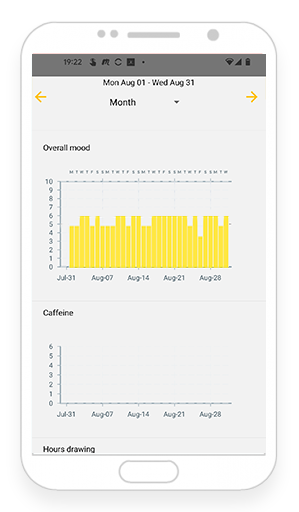 19:22
Mon Aug 01 - Wed Aug 31
Month
Overall mood
M T W T F S S M T W T F S S M T W T F S S M T W T F S S M T W
10
9
8
7
6
5
4
3
2
1
0
Jul-31 Aug-07 Aug-14 Aug-21 Aug-28
Caffeine
6
5
4
3
2
1
0
Jul-31 Aug-07 Aug-14 Aug-21 Aug-28
Hours drawing